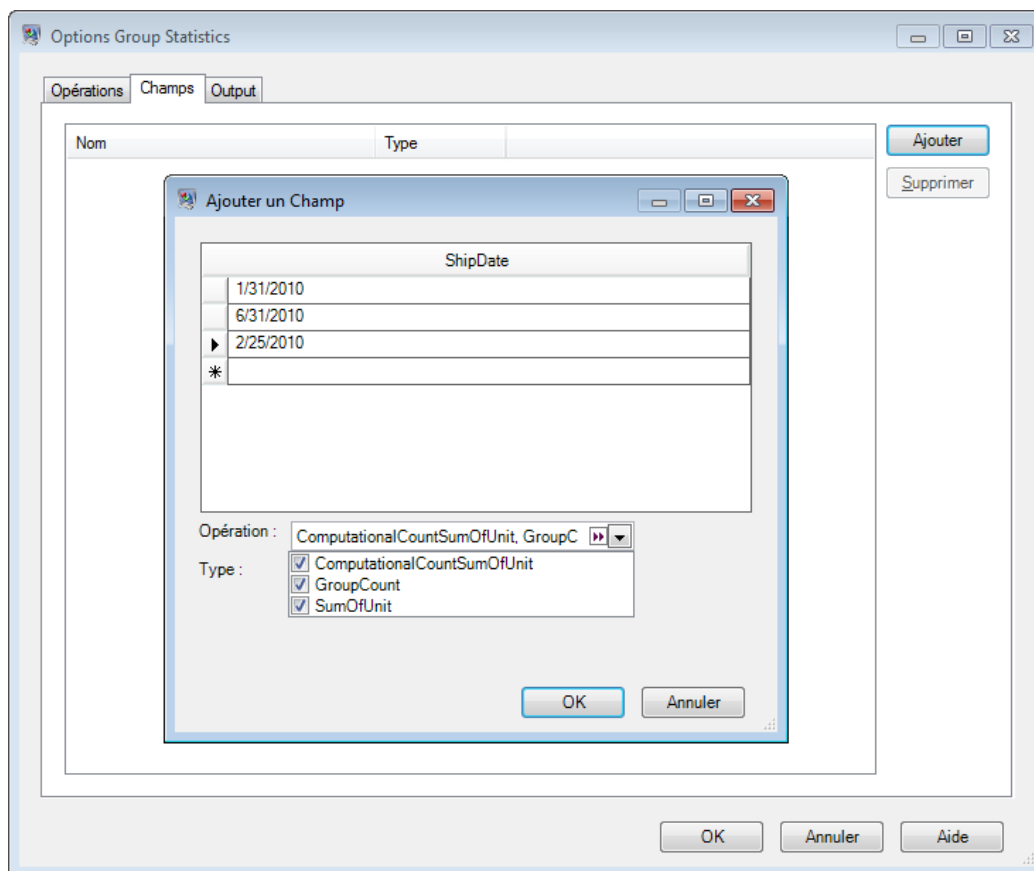 Options Group Statistics
Opérations Champs Output
Nom Type
Ajouter
Supprimer
Ajouter un Champ
ShipDate
1/31/2010
6/31/2010
2/25/2010
Opération : ComputationalCountSumOfUnit, GroupC
Type :
ComputationalCountSumOfUnit
GroupCount
SumOfUnit
OK Annuler
OK Annuler Aide